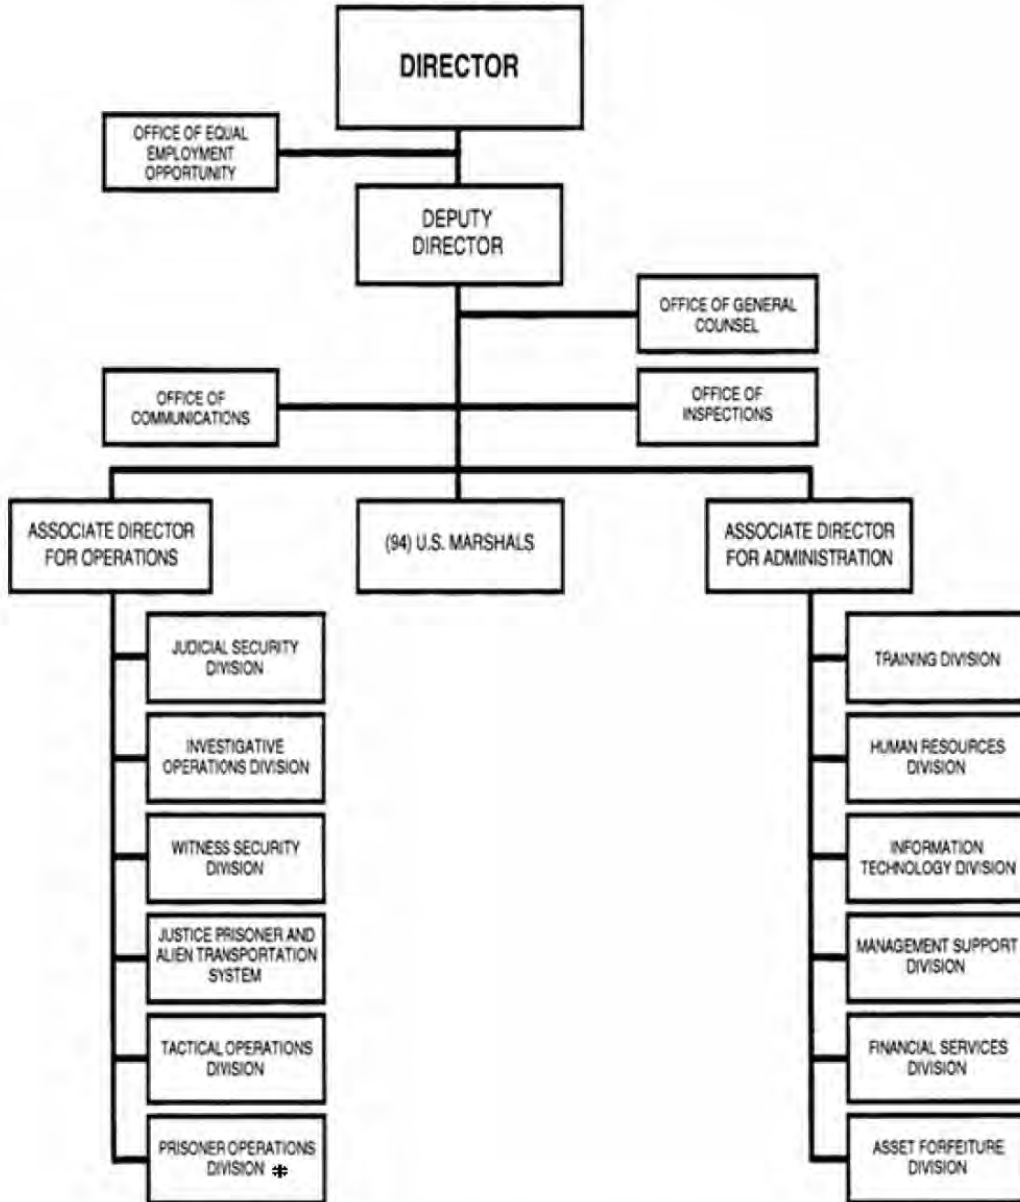 DIRECTOR
OFFICE OF EQUAL
EMPLOYMENT
OPPORTUNITY
DEPUTY
DIRECTOR
OFFICE OF GENERAL
COUNSEL
OFFICE OF
COMMUNICATIONS
OFFICE OF
INSPECTIONS
ASSOCIATE DIRECTOR
FOR OPERATIONS
(94) U.S. MARSHALS
ASSOCIATE DIRECTOR
FOR ADMINISTRATION
JUDICIAL SECURITY
DIVISION
INVESTIGATIVE
OPERATIONS DIVISION
WITNESS SECURITY
DIVISION
JUSTICE PRISONER AND
ALIEN TRANSPORTATION
SYSTEM
TACTICAL OPERATIONS
DIVISION
PRISONER OPERATIONS
DIVISION *
TRAINING DIVISION
HUMAN RESOURCES
DIVISION
INFORMATION
TECHNOLOGY DIVISION
MANAGEMENT SUPPORT
DIVISION
FINANCIAL SERVICES
DIVISION
ASSET FORFEITURE
DIVISION